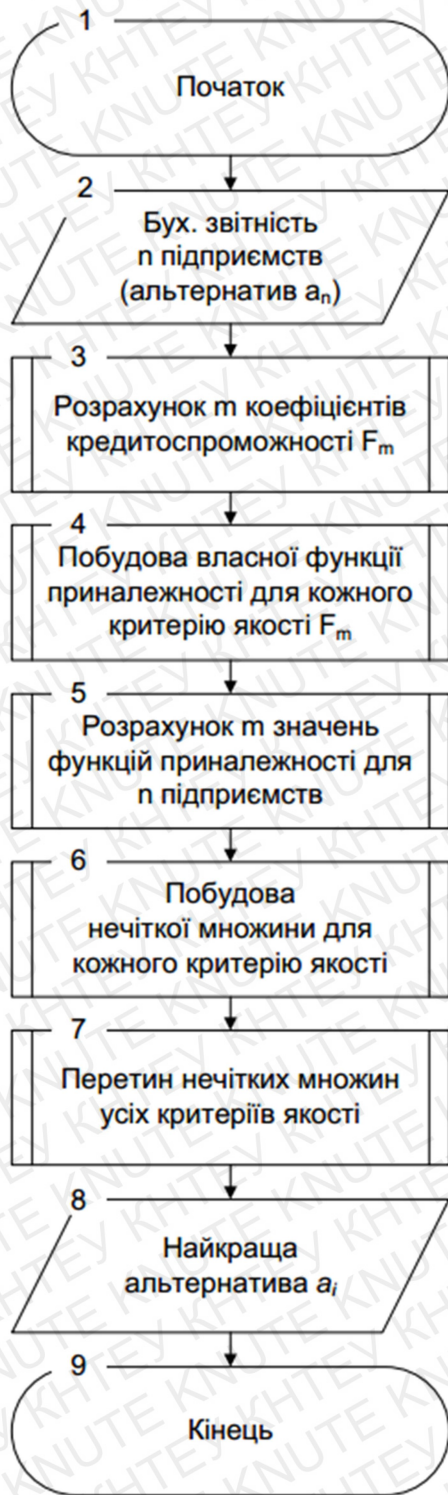 1
Початок
2
Бух. звітність
n підприємств
(альтернатив aₙ)
3
Розрахунок m коефіцієнтів
кредитоспроможності Fₘ
4
Побудова власної функції
приналежності для кожного
критерію якості Fₘ
5
Розрахунок m значень
функцій приналежності для
n підприємств
6
Побудова
нечіткої множини для
кожного критерію якості
7
Перетин нечітких множин
усіх критеріїв якості
8
Найкраща
альтернатива aᵢ
9
Кінець